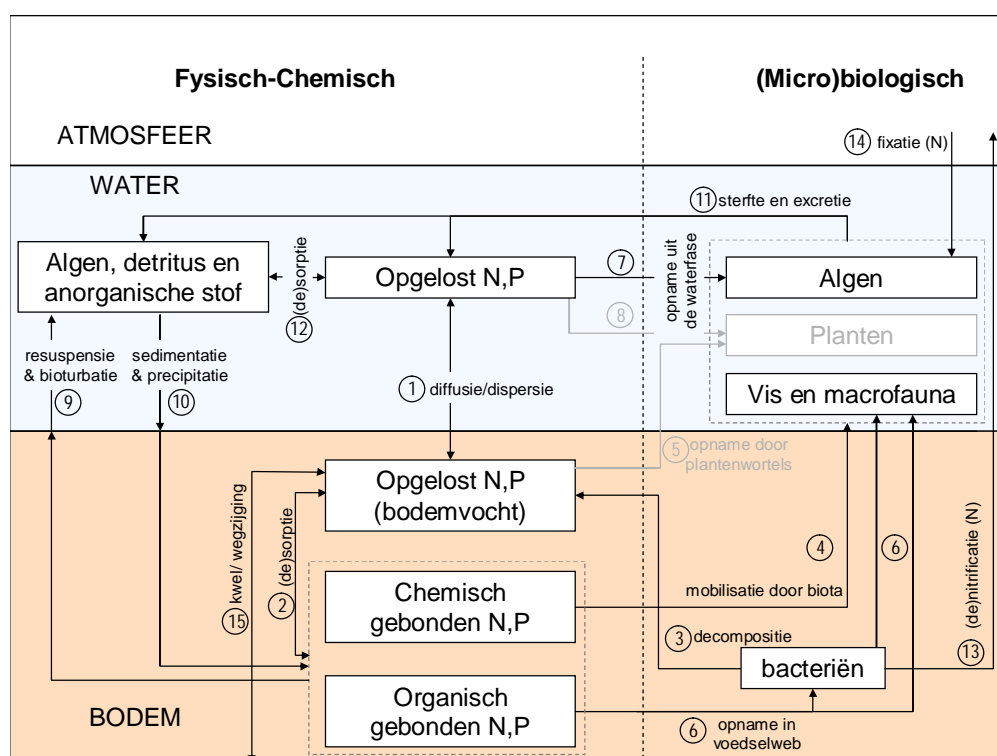 Fysisch-Chemisch
(Micro)biologisch
ATMOSFEER
14 fixatie (N)
WATER
11 sterfte en excretie
Algen, detritus en
anorganische stof
(de)sorptie
12
Opgelost N,P
7
8
opname uit
de waterfase
Algen
Planten
Vis en macrofauna
resuspensie
& bioturbatie
9
sedimentatie
& precipitatie
10
1 diffusie/dispersie
5 opname door
plantenwortels
Opgelost N,P
(bodemvocht)
15 kwel/ wegzijging
2 (de)sorptie
Chemisch
gebonden N,P
4
6
mobilisatie door biota
3 decompositie
13 (de)nitrificatie (N)
bacteriën
Organisch
gebonden N,P
6 opname in
voedselweb
BODEM